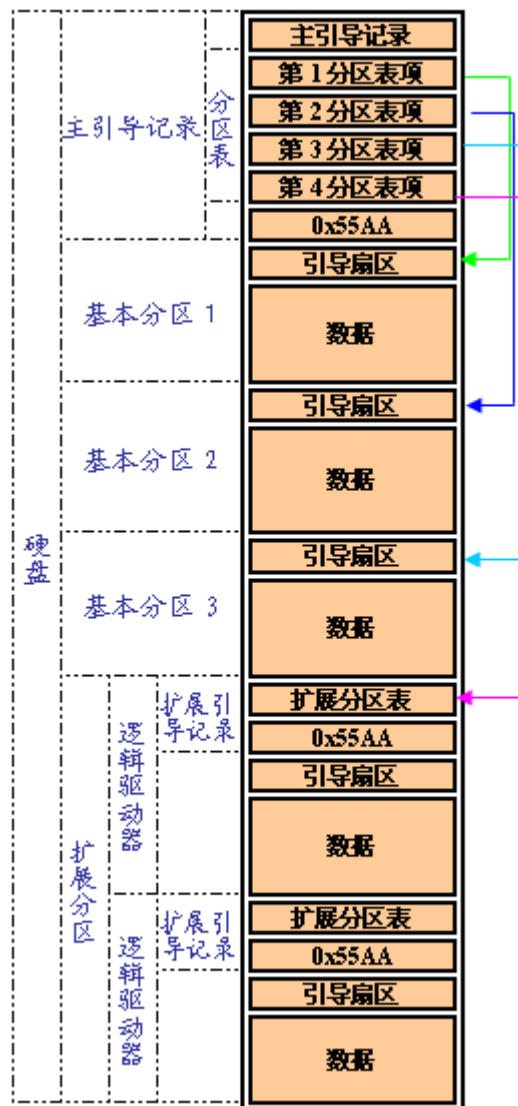 主引导记录
第 1 分区表项
第 2 分区表项
第 3 分区表项
第 4 分区表项
0x55AA
主引导记录
分区表
引导扇区
数据
基本分区 1
引导扇区
数据
基本分区 2
引导扇区
数据
基本分区 3
硬盘
扩展分区表
0x55AA
引导扇区
数据
扩展引
导记录
逻辑驱动器
扩展分区
扩展分区表
0x55AA
引导扇区
数据
扩展引
导记录
逻辑驱动器